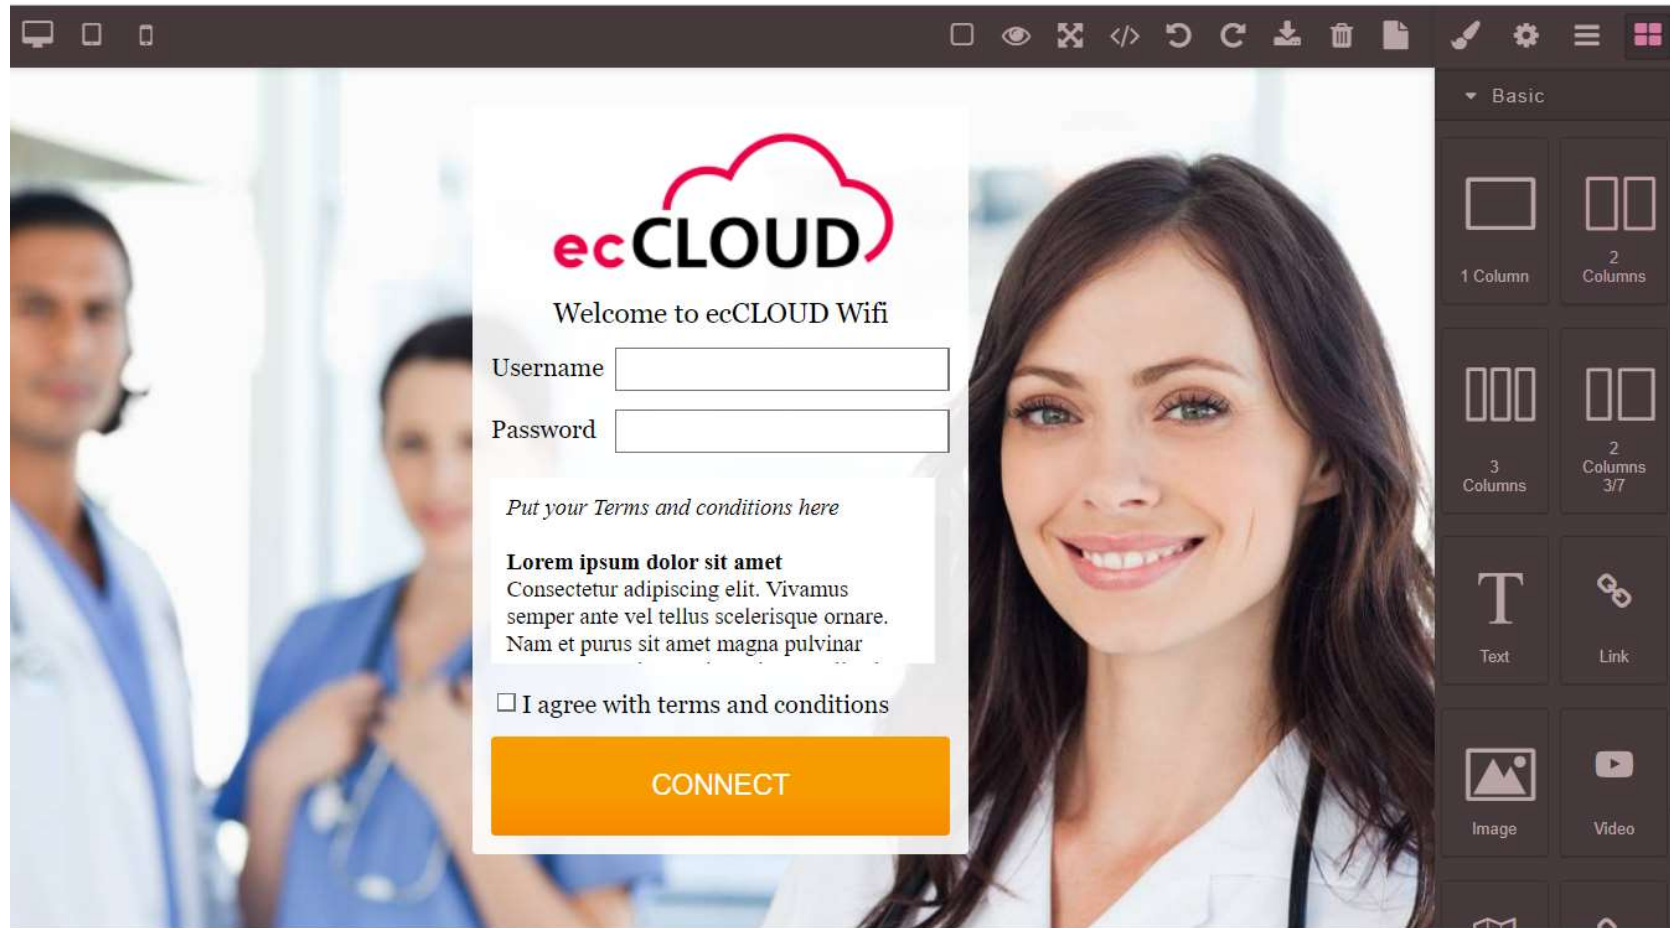 Basic
ecCLOUD
Welcome to ecCLOUD Wifi
Username
Password
Put your Terms and conditions here
Lorem ipsum dolor sit amet
Consectetur adipiscing elit. Vivamus
semper ante vel tellus scelerisque ornare.
Nam et purus sit amet magna pulvinar
I agree with terms and conditions
CONNECT
1 Column
2
Columns
3
Columns
2
Columns
3/7
Text
Link
Image
Video